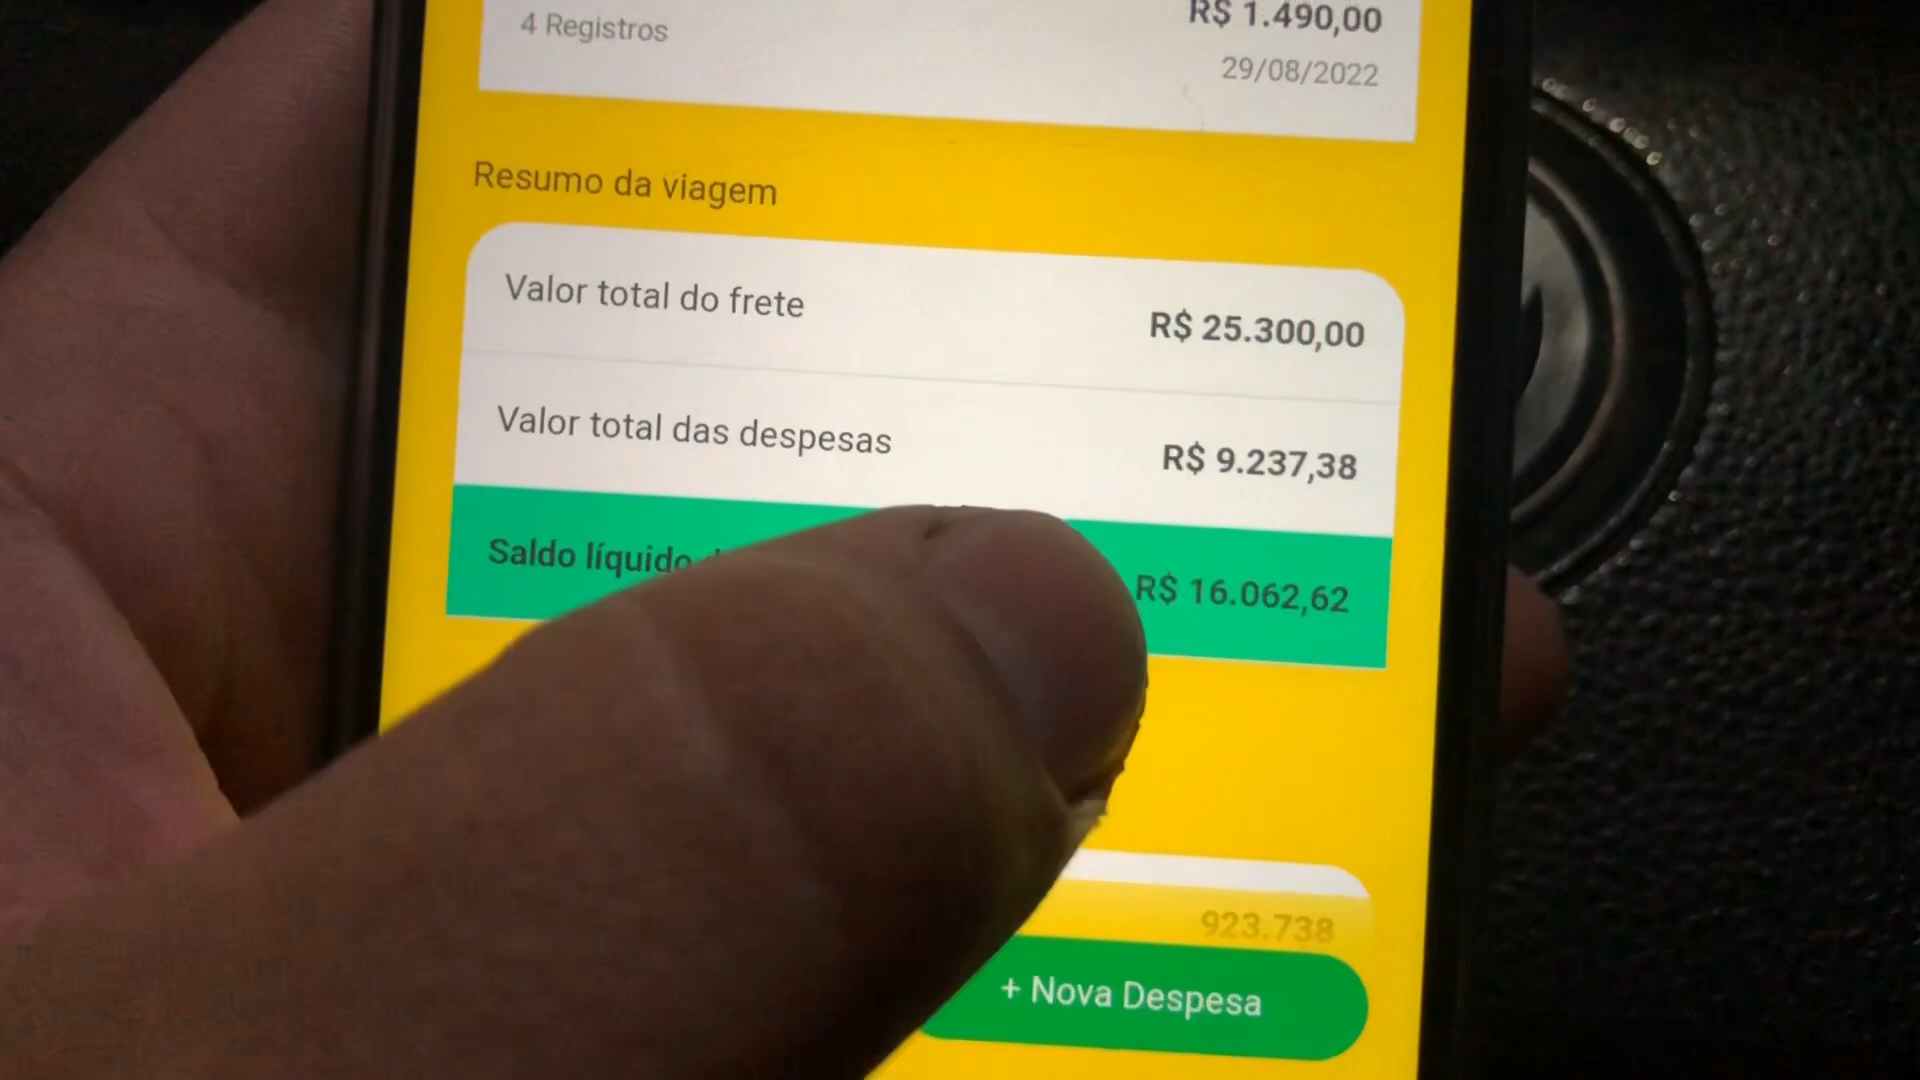 4 Registros
R$ 1.490,00
29/08/2022
Resumo da viagem
Valor total do frete
R$ 25.300,00
Valor total das despesas
R$ 9.237,38
Saldo líquido
R$ 16.062,62
923.738
+ Nova Despesa